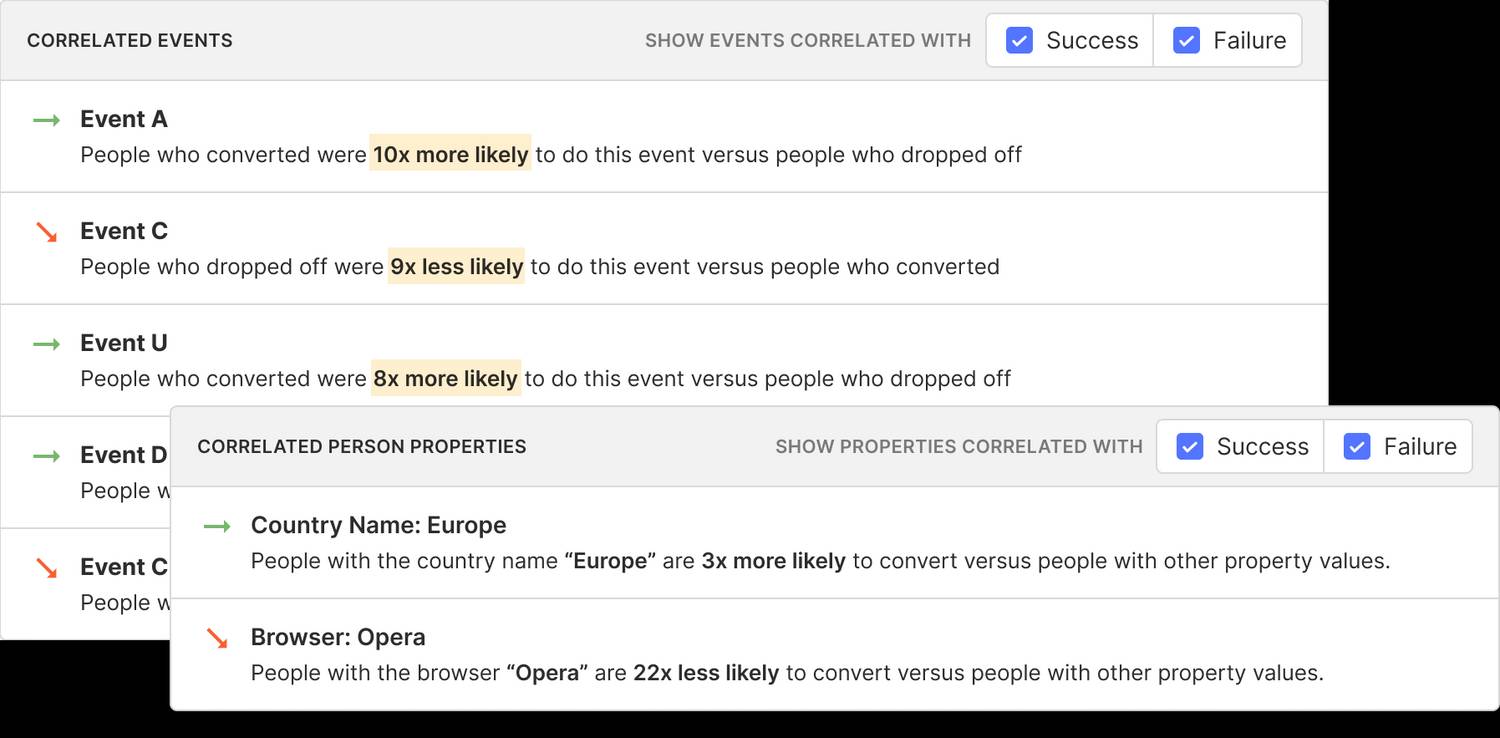 CORRELATED EVENTS
SHOW EVENTS CORRELATED WITH Success Failure
Event A
People who converted were 10x more likely to do this event versus people who dropped off
Event C
People who dropped off were 9x less likely to do this event versus people who converted
Event U
People who converted were 8x more likely to do this event versus people who dropped off
Event D
People
Event C
People
CORRELATED PERSON PROPERTIES
SHOW PROPERTIES CORRELATED WITH Success Failure
Country Name: Europe
People with the country name “Europe” are 3x more likely to convert versus people with other property values.
Browser: Opera
People with the browser “Opera” are 22x less likely to convert versus people with other property values.